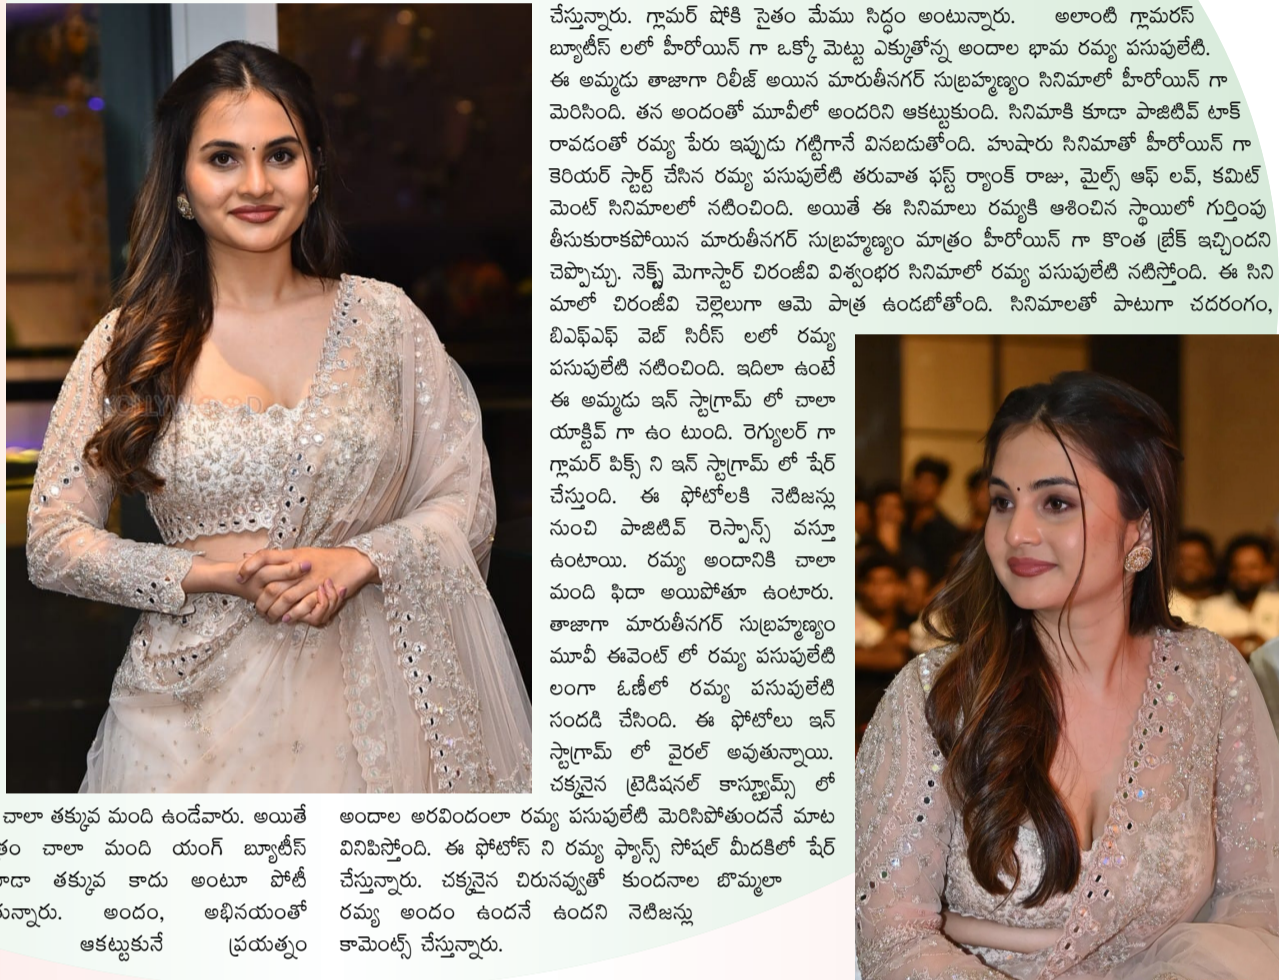 చాలా తక్కువ మంది ఉండేవారు. అయితే
చాలా మంది యంగ్ బ్యూటీస్
తక్కువ కాదు అంటూ పోటీ
అందం, అభినయంతో
ఆకట్టుకునే ప్రయత్నం
చేస్తున్నారు. గ్లామర్ షోకి సైతం మేము సిద్ధం అంటున్నారు. అలాంటి గ్లామరస్
బ్యూటీస్ లలో హీరోయిన్ గా ఒక్కో మెట్టు ఎక్కుతోన్న అందాల భామ రమ్య పసుపులేటి.
ఈ అమ్మడు తాజాగా రిలీజ్ అయిన మారుతీనగర్ సుబ్రహ్మణ్యం సినిమాలో హీరోయిన్ గా
మెరిసింది. తన అందంతో మూవీలో అందరిని ఆకట్టుకుంది. సినిమాకి కూడా పాజిటివ్ టాక్
రావడంతో రమ్య పేరు ఇప్పుడు గట్టిగానే వినబడుతోంది. హుషారు సినిమాతో హీరోయిన్ గా
కెరియర్ స్టార్ట్ చేసిన రమ్య పసుపులేటి తరువాత ఫస్ట్ ర్యాంక్ రాజు, మైల్స్ ఆఫ్ లవ్, కమిట్
మెంట్ సినిమాలలో నటించింది. అయితే ఈ సినిమాలు రమ్యకి ఆశించిన స్థాయిలో గుర్తింపు
తీసుకురాకపోయిన మారుతీనగర్ సుబ్రహ్మణ్యం మాత్రం హీరోయిన్ గా కొంత బ్రేక్ ఇచ్చిందని
చెప్పొచ్చు. నెక్స్ట్ మెగాస్టార్ చిరంజీవి విశ్వంభర సినిమాలో రమ్య పసుపులేటి నటిస్తోంది. ఈ సిని
మాలో చిరంజీవి చెల్లెలుగా ఆమె పాత్ర ఉండబోతోంది. సినిమాలతో పాటుగా చదరంగం,
బిఎఫ్ఎఫ్ వెబ్ సిరీస్ లలో రమ్య
పసుపులేటి నటించింది. ఇదిలా ఉంటే
ఈ అమ్మడు ఇన్ స్టాగ్రామ్ లో చాలా
యాక్టివ్ గా ఉం టుంది. రెగ్యులర్ గా
గ్లామర్ పిక్స్ ని ఇన్ స్టాగ్రామ్ లో షేర్
చేస్తుంది. ఈ ఫోటోలకి నెటిజన్లు
నుంచి పాజిటివ్ రెస్పాన్స్ వస్తూ
ఉంటాయి. రమ్య అందానికి చాలా
మంది ఫిదా అయిపోతూ ఉంటారు.
తాజాగా మారుతీనగర్ సుబ్రహ్మణ్యం
మూవీ ఈవెంట్ లో రమ్య పసుపులేటి
లంగా ఓణీలో రమ్య పసుపులేటి
సందడి చేసింది. ఈ ఫోటోలు ఇన్
స్టాగ్రామ్ లో వైరల్ అవుతున్నాయి.
చక్కనైన ట్రెడిషనల్ కాస్ట్యూమ్స్ లో
అందాల అరవిందంలా రమ్య పసుపులేటి మెరిసిపోతుందనే మాట
వినిపిస్తోంది. ఈ ఫోటోస్ ని రమ్య ఫ్యాన్స్ సోషల్ మీదకిలో షేర్
చేస్తున్నారు. చక్కనైన చిరునవ్వుతో కుందనాల బొమ్మలా
రమ్య అందం ఉందనే ఉందని నెటిజన్లు
కామెంట్స్ చేస్తున్నారు.